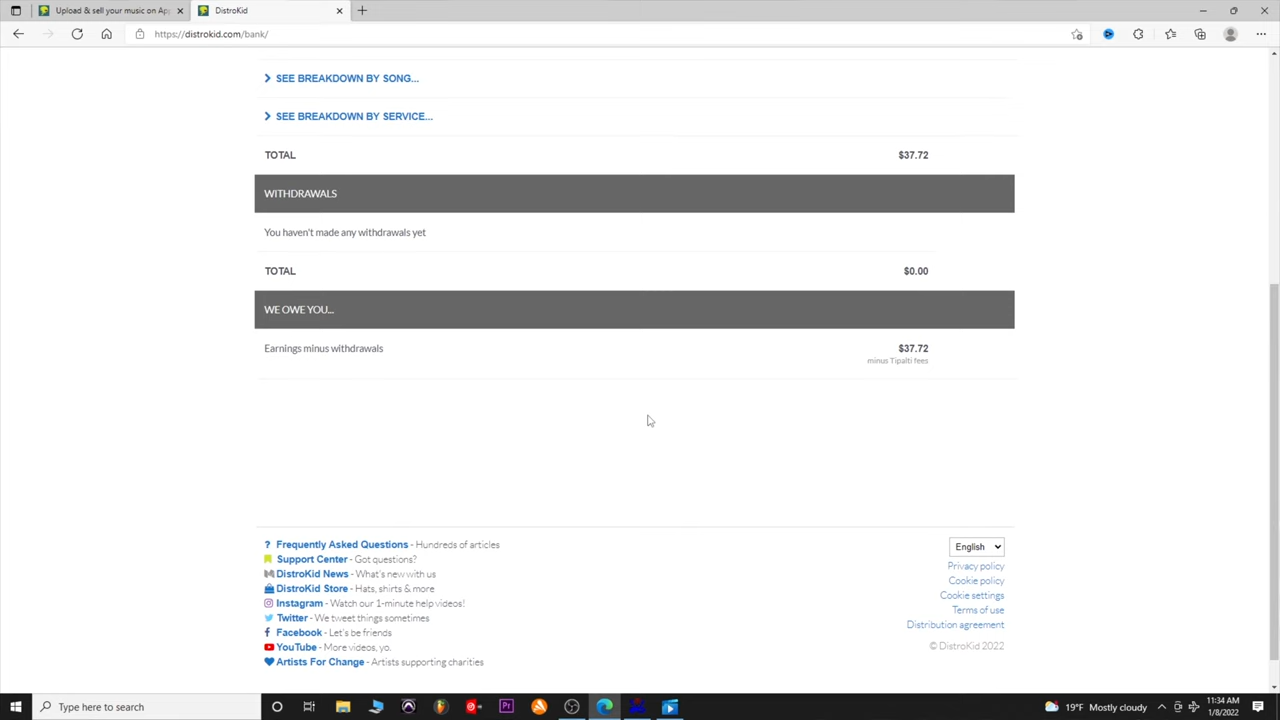 Upload & sell your music on App
DistroKid
https://distrokid.com/bank/
SEE BREAKDOWN BY SONG...
SEE BREAKDOWN BY SERVICE...
TOTAL $37.72
WITHDRAWALS
You haven't made any withdrawals yet
TOTAL $0.00
WE OWE YOU...
Earnings minus withdrawals $37.72
minus Tipalti fees
? Frequently Asked Questions - Hundreds of articles
Support Center - Got questions?
DistroKid News - What's new with us
DistroKid Store - Hats, shirts & more
Instagram - Watch our 1-minute help videos!
Twitter - We tweet things sometimes
Facebook - Let's be friends
YouTube - More videos, yo.
Artists For Change - Artists supporting charities
English
Privacy policy
Cookie policy
Cookie settings
Terms of use
Distribution agreement
© DistroKid 2022
Type here to search
Pr
19°F Mostly cloudy
11:34 AM
1/8/2022